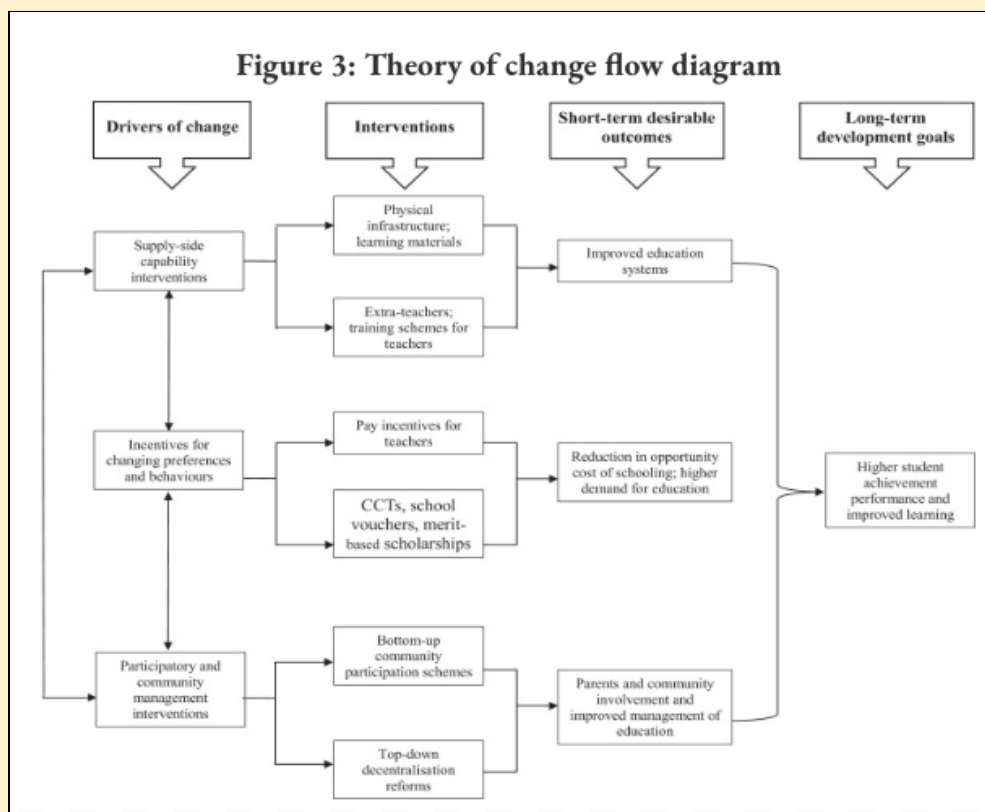 Figure 3: Theory of change flow diagram
Drivers of change
Interventions
Short-term desirable
outcomes
Long-term
development goals
Supply-side
capability
interventions
Physical
infrastructure;
learning materials
Extra-teachers;
training schemes for
teachers
Improved education
systems
Incentives for
changing preferences
and behaviours
Pay incentives for
teachers
CCTs, school
vouchers, merit-
based scholarships
Reduction in opportunity
cost of schooling; higher
demand for education
Higher student
achievement
performance and
improved learning
Participatory and
community
management
interventions
Bottom-up
community
participation schemes
Top-down
decentralisation
reforms
Parents and community
involvement and
improved management of
education